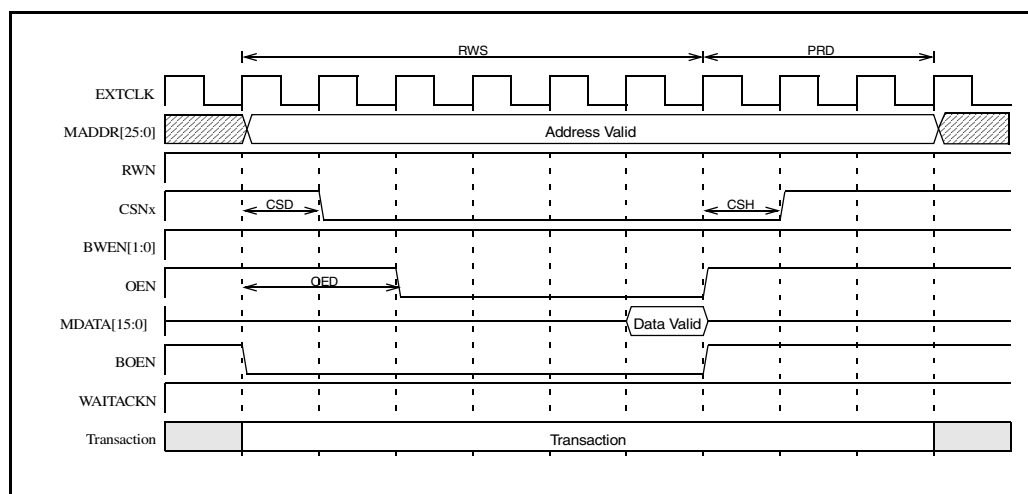 RWS PRD
EXTCLK
MADDR[25:0] Address Valid
RWN
CSNx CSD CSH
BWEN[1:0]
OEN OED
MDATA[15:0] Data Valid
BOEN
WAITACKN
Transaction Transaction